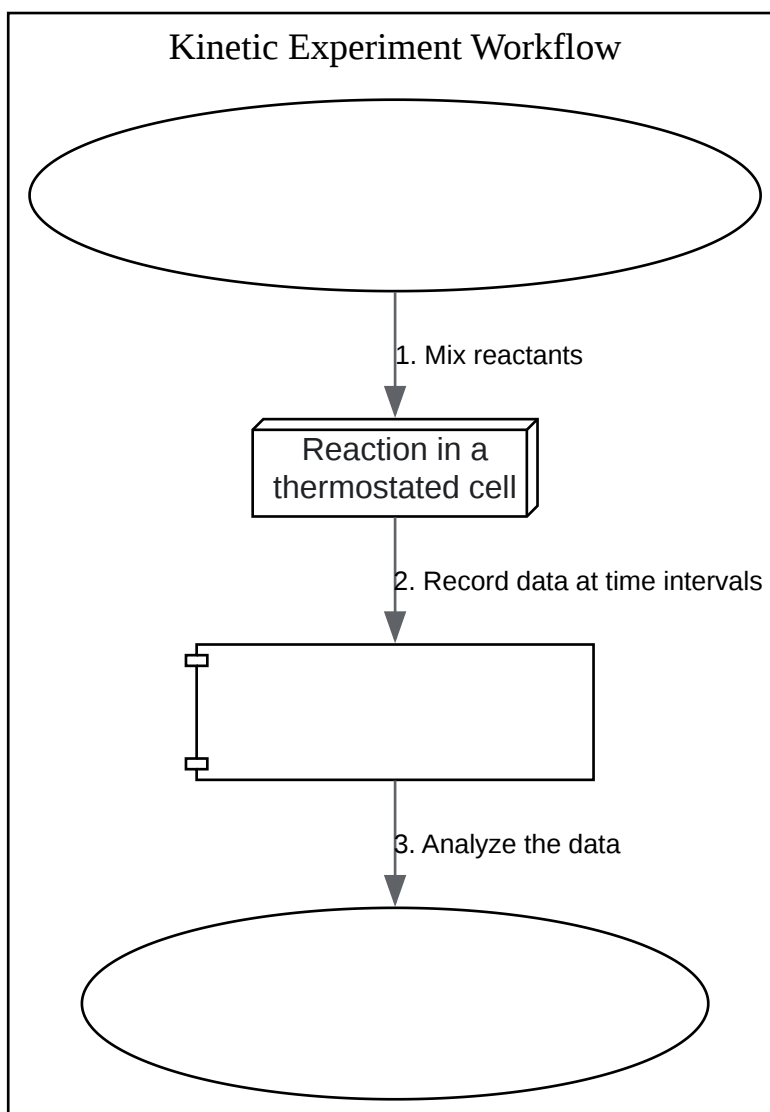 Kinetic Experiment Workflow
1. Mix reactants
Reaction in a
thermostated cell
2. Record data at time intervals
3. Analyze the data